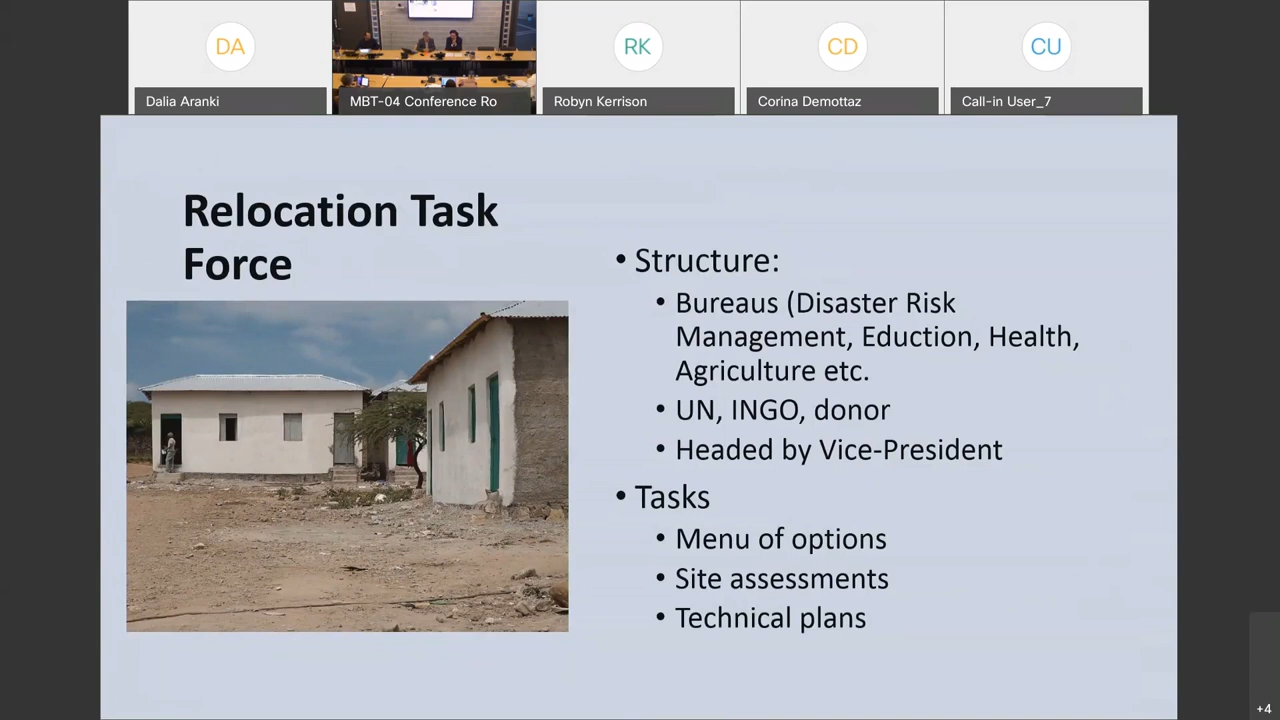 DA
RK
CD
CU
Dalia Aranki
MBT-04 Conference Ro
Robyn Kerrison
Corina Demottaz
Call-in User_7
Relocation Task
Force
• Structure:
• Bureaus (Disaster Risk
Management, Eduction, Health,
Agriculture etc.
• UN, INGO, donor
• Headed by Vice-President
• Tasks
• Menu of options
• Site assessments
• Technical plans
+4